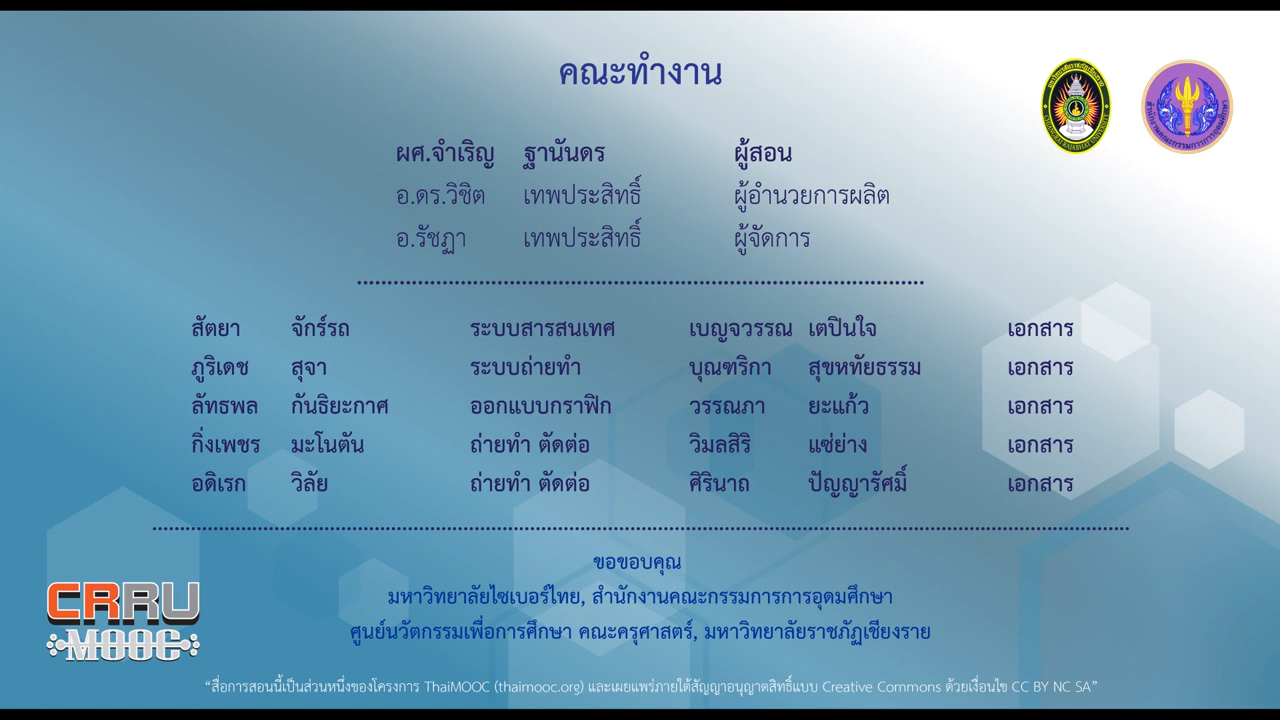 คณะทำงาน
ผศ.จำเริญ ฐานันดร ผู้สอน
อ.ดร.วิชิต เทพประสิทธิ์ ผู้อำนวยการผลิต
อ.รัชฏา เทพประสิทธิ์ ผู้จัดการ
สัตยา จักร์รถ ระบบสารสนเทศ เบญจวรรณ เตปินใจ เอกสาร
ภูริเดช สุจา ระบบถ่ายทำ บุณฑริกา สุขหทัยธรรม เอกสาร
ลัทธพล กันธิยะกาศ ออกแบบกราฟิก วรรณภา ยะแก้ว เอกสาร
กิ่งเพชร มะโนตัน ถ่ายทำ ตัดต่อ วิมลสิริ แซ่ย่าง เอกสาร
อดิเรก วิลัย ถ่ายทำ ตัดต่อ ศิรินาถ ปัญญารัศมิ์ เอกสาร
ขอขอบคุณ
มหาวิทยาลัยไซเบอร์ไทย, สำนักงานคณะกรรมการการอุดมศึกษา
ศูนย์นวัตกรรมเพื่อการศึกษา คณะครุศาสตร์, มหาวิทยาลัยราชภัฏเชียงราย
CRRU
MOOC
“สื่อการสอนนี้เป็นส่วนหนึ่งของโครงการ ThaiMOOC (thaimooc.org) และเผยแพร่ภายใต้สัญญาอนุญาตสิทธิ์แบบ Creative Commons ด้วยเงื่อนไข CC BY NC SA”